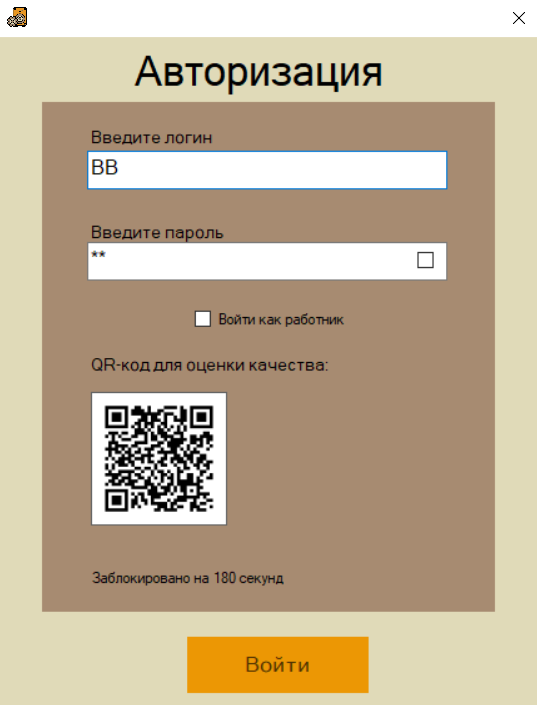 Авторизация
Введите логин
BB
Введите пароль
**
Войти как работник
QR-код для оценки качества:
Заблокировано на 180 секунд
Войти